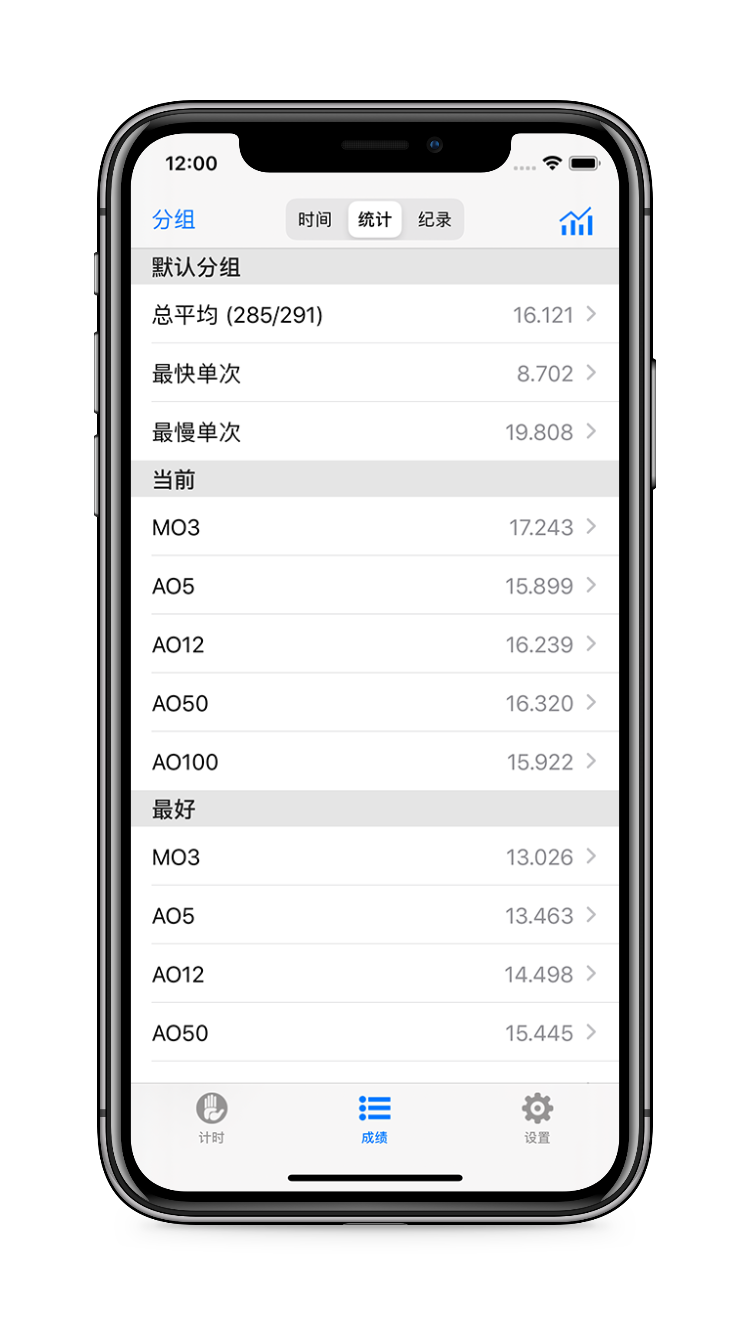 12:00
分组 时间 统计 纪录
默认分组
总平均 (285/291) 16.121
最快单次 8.702
最慢单次 19.808
当前
MO3 17.243
AO5 15.899
AO12 16.239
AO50 16.320
AO100 15.922
最好
MO3 13.026
AO5 13.463
AO12 14.498
AO50 15.445
计时 成绩 设置